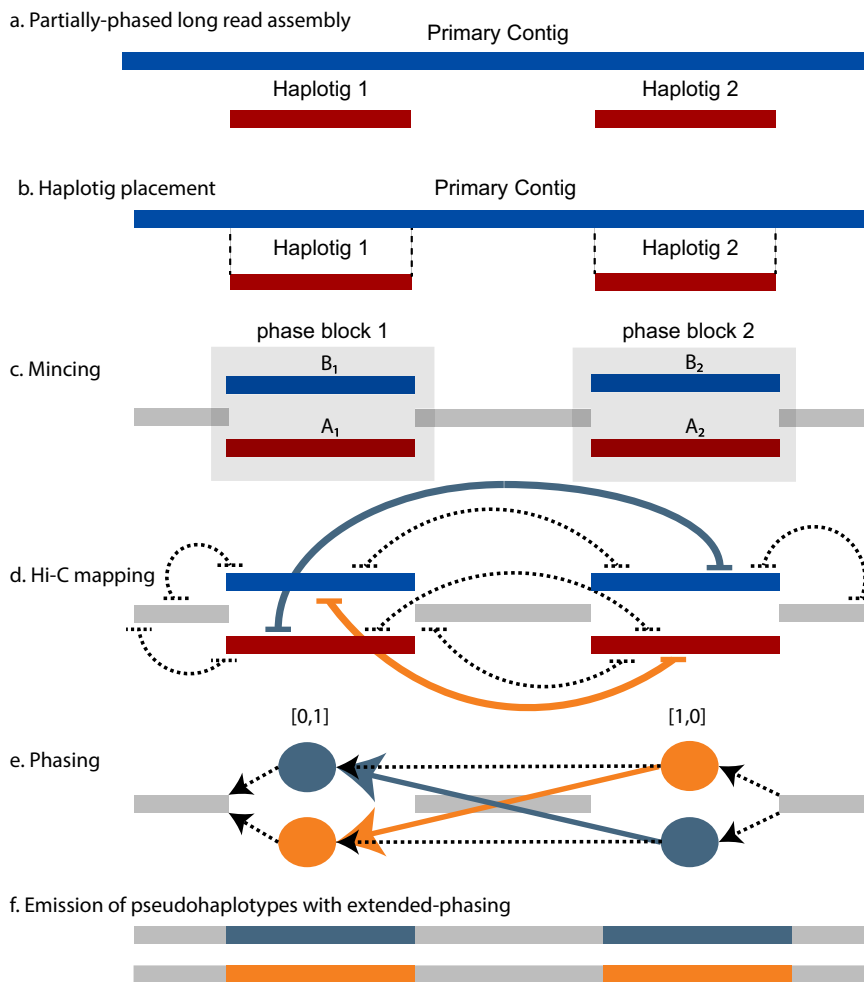 a. Partially-phased long read assembly
Primary Contig
Haplotig 1
Haplotig 2
b. Haplotig placement
Primary Contig
Haplotig 1
Haplotig 2
phase block 1
phase block 2
c. Mincing
B₁
B₂
A₁
A₂
d. Hi-C mapping
[0,1]
[1,0]
e. Phasing
f. Emission of pseudohaplotypes with extended-phasing